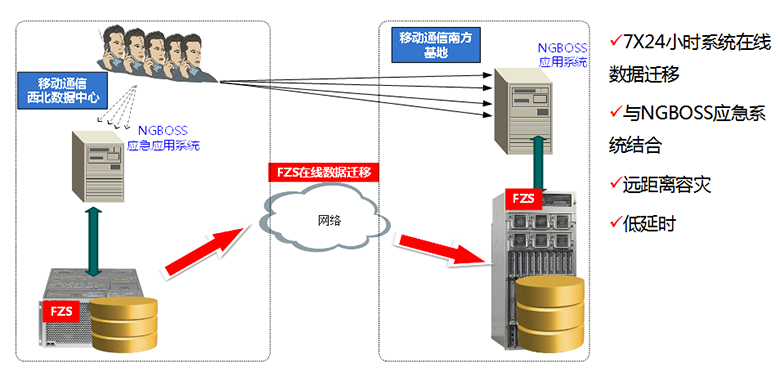 移动通信
西北数据中心
NGBOSS
应急应用系统
FZS
FZS在线数据迁移
网络
移动通信南方
基地
NGBOSS
应用系统
FZS
7X24小时系统在线
数据迁移
与NGBOSS应急系
统结合
远距离容灾
低延时